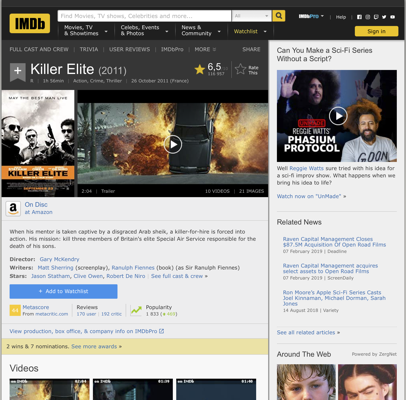 IMDb
Find Movies, TV shows, Celebrities and more...
All
IMDbPro
Help
Movies, TV & Showtimes
Celebs, Events & Photos
News & Community
Watchlist
Sign in
FULL CAST AND CREW | TRIVIA | USER REVIEWS | IMDbPro | MORE
SHARE
Killer Elite (2011)
R | 1h 56min | Action, Crime, Thriller | 26 October 2011 (France)
6,5
Rate This
MAY THE BEST MAN LIVE
KILLER ELITE
2:04 | Trailer
10 VIDEOS | 21 IMAGES
a
On Disc
at Amazon
When his mentor is taken captive by a disgraced Arab sheik, a killer-for-hire is forced into
action. His mission: kill three members of Britain's elite Special Air Service responsible for the
death of his sons.
Director: Gary McKendry
Writers: Matt Sherring (screenplay), Ranulph Fiennes (book) (as Sir Ranulph Fiennes)
Stars: Jason Statham, Clive Owen, Robert De Niro | See full cast & crew »
+ Add to Watchlist
Metascore
From metacritic.com
Reviews
170 user | 192 critic
Popularity
View production, box office, & company info on IMDbPro
2 wins & 7 nominations. See more awards »
Videos
Can You Make a Sci-Fi Series
Without a Script?
REGGIE WATTS'
PHASIUM
PROTOCOL
Well Reggie Watts sure tried with his idea for
a sci-fi improv show. What happens when we
bring his idea to life?
Watch now on "UnMade" »
Related News
Raven Capital Management Closes
$87.5M Acquisition Of Open Road Films
07 February 2019 | Deadline
Raven Capital Management acquires
select assets to Open Road Films
07 February 2019 | ScreenDaily
Ron Moore's Apple Sci-Fi Series Casts
Joel Kinnaman, Michael Dorman, Sarah
Jones
14 August 2018 | Variety
See all related articles »
Around The Web
Powered by ZergNet